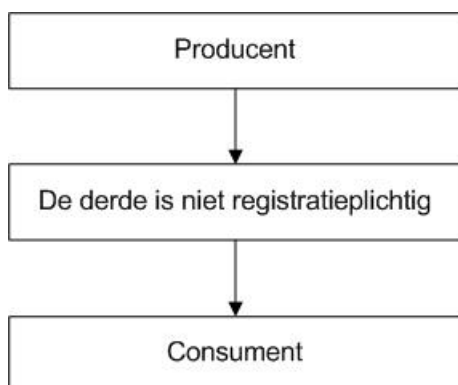 Producent
De derde is niet registratieplichtig
Consument